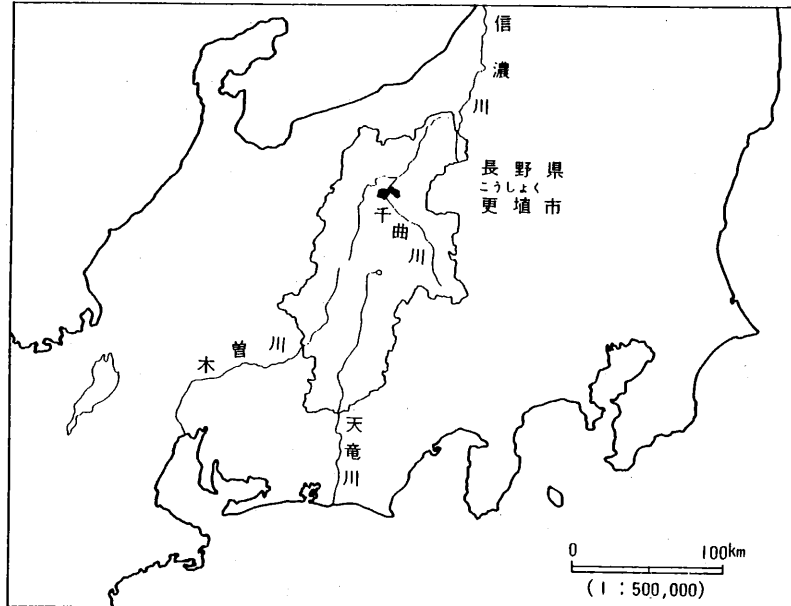 信濃川
長野県
こうしょく
更埴市
千曲川
木曽川
天竜川
0 100km
(1:500,000)